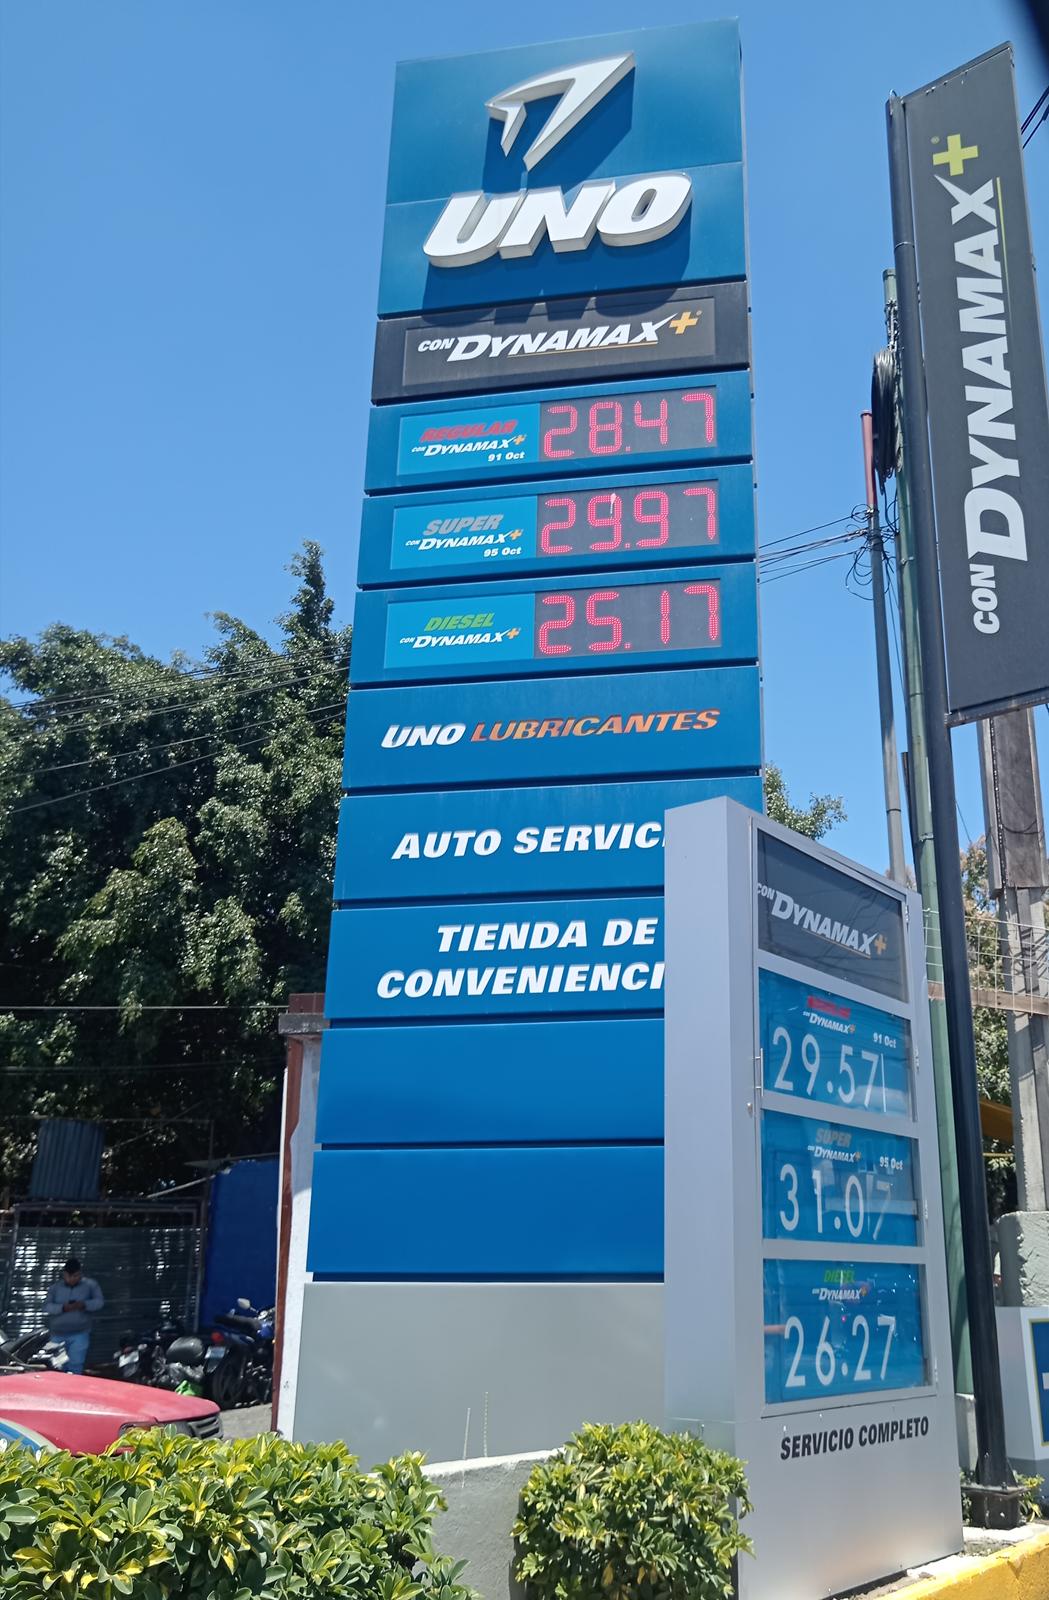 UNO
CON DYNAMAX+
REGULAR
CON DYNAMAX+
91 Oct
28.47
SUPER
CON DYNAMAX+
95 Oct
29.97
DIESEL
CON DYNAMAX+
25.17
UNO LUBRICANTES
AUTO SERVIC
TIENDA DE
CONVENIENCI
CON DYNAMAX+
REGULAR
CON DYNAMAX+
91 Oct
29.57
SUPER
CON DYNAMAX+
95 Oct
31.07
DIESEL
CON DYNAMAX+
26.27
SERVICIO COMPLETO
CON DYNAMAX+®